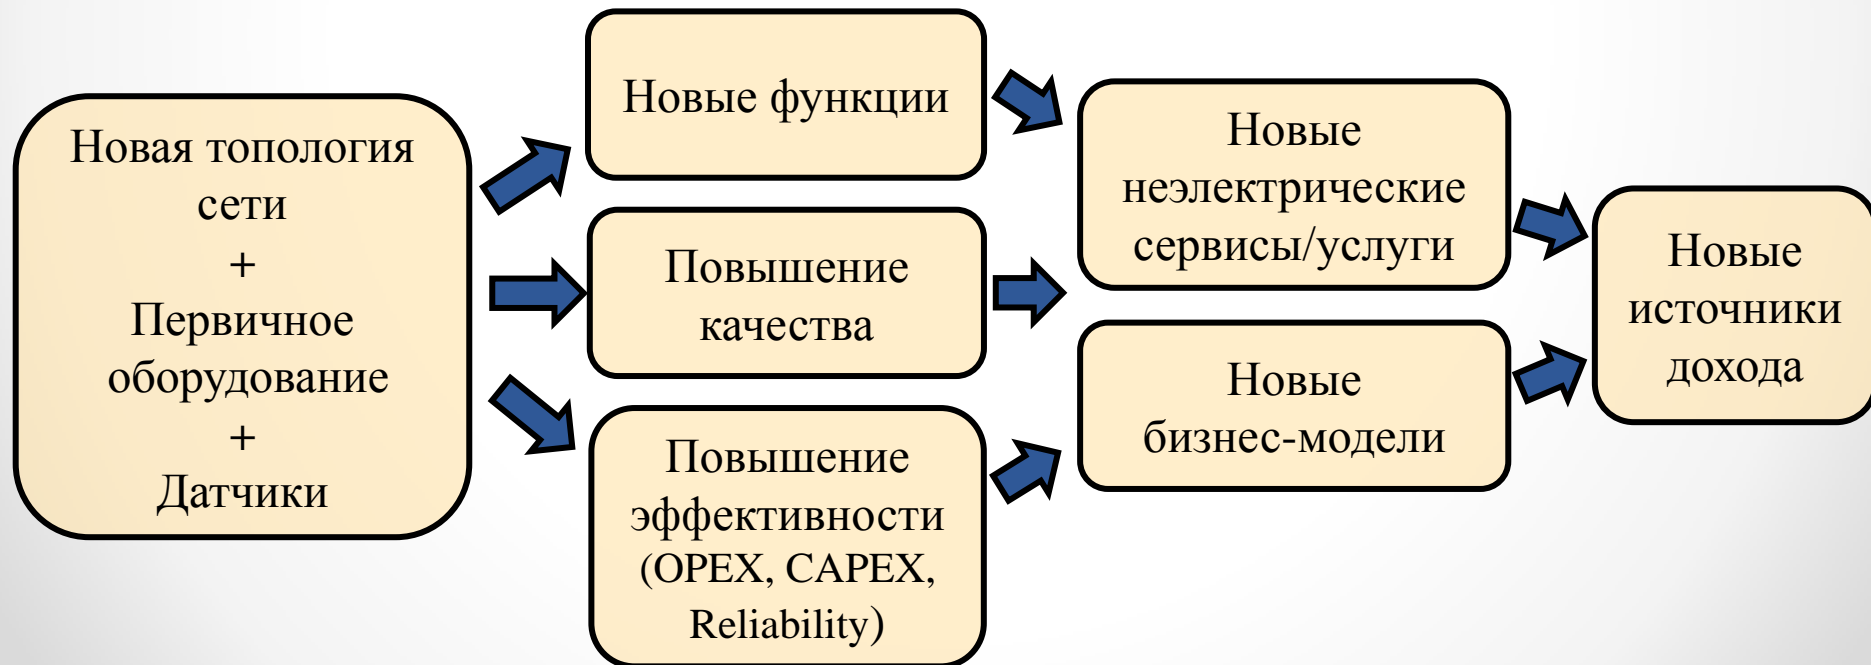 Новая топология
сети
+
Первичное
оборудование
+
Датчики
Новые функции
Повышение
качества
Повышение
эффективности
(OPEX, CAPEX,
Reliability)
Новые
неэлектрические
сервисы/услуги
Новые
бизнес-модели
Новые
источники
дохода